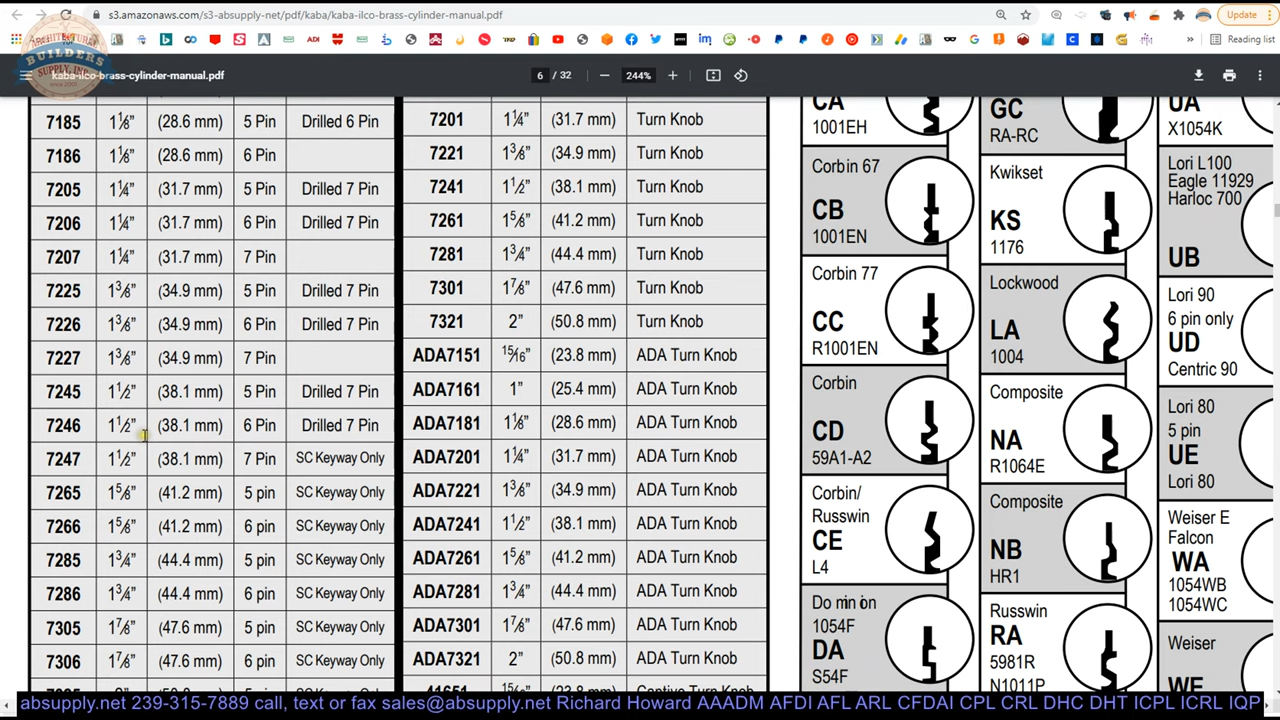 s3.amazonaws.com/s3-absupply-net/pdf/kaba/kaba-ilco-brass-cylinder-manual.pdf
Update
Reading list
ARCHITECTURAL
BUILDERS
SUPPLY, INC.
kaba-ilco-brass-cylinder-manual.pdf
6 / 32
244%
7185 1⅛” (28.6 mm) 5 Pin Drilled 6 Pin
7186 1⅛” (28.6 mm) 6 Pin
7205 1¼” (31.7 mm) 5 Pin Drilled 7 Pin
7206 1¼” (31.7 mm) 6 Pin Drilled 7 Pin
7207 1¼” (31.7 mm) 7 Pin
7225 1⅜” (34.9 mm) 5 Pin Drilled 7 Pin
7226 1⅜” (34.9 mm) 6 Pin Drilled 7 Pin
7227 1⅜” (34.9 mm) 7 Pin
7245 1½” (38.1 mm) 5 Pin Drilled 7 Pin
7246 1½” (38.1 mm) 6 Pin Drilled 7 Pin
7247 1½” (38.1 mm) 7 Pin SC Keyway Only
7265 1⅝” (41.2 mm) 5 pin SC Keyway Only
7266 1⅝” (41.2 mm) 6 pin SC Keyway Only
7285 1¾” (44.4 mm) 5 pin SC Keyway Only
7286 1¾” (44.4 mm) 6 pin SC Keyway Only
7305 1⅞” (47.6 mm) 5 pin SC Keyway Only
7306 1⅞” (47.6 mm) 6 pin SC Keyway Only
7201 1¼” (31.7 mm) Turn Knob
7221 1⅜” (34.9 mm) Turn Knob
7241 1½” (38.1 mm) Turn Knob
7261 1⅝” (41.2 mm) Turn Knob
7281 1¾” (44.4 mm) Turn Knob
7301 1⅞” (47.6 mm) Turn Knob
7321 2” (50.8 mm) Turn Knob
ADA7151 15⁄16” (23.8 mm) ADA Turn Knob
ADA7161 1” (25.4 mm) ADA Turn Knob
ADA7181 1⅛” (28.6 mm) ADA Turn Knob
ADA7201 1¼” (31.7 mm) ADA Turn Knob
ADA7221 1⅜” (34.9 mm) ADA Turn Knob
ADA7241 1½” (38.1 mm) ADA Turn Knob
ADA7261 1⅝” (41.2 mm) ADA Turn Knob
ADA7281 1¾” (44.4 mm) ADA Turn Knob
ADA7301 1⅞” (47.6 mm) ADA Turn Knob
ADA7321 2” (50.8 mm) ADA Turn Knob
CA
1001EH
Corbin 67
CB
1001EN
Corbin 77
CC
R1001EN
Corbin
CD
59A1-A2
Corbin/
Russwin
CE
L4
Do min i on
1054F
DA
S54F
GC
RA-RC
Kwikset
KS
1176
Lockwood
LA
1004
Composite
NA
R1064E
Composite
NB
HR1
Russwin
RA
5981R
N1011P
UA
X1054K
Lori L100
Eagle 11929
Harloc 700
UB
Lori 90
6 pin only
UD
Centric 90
Lori 80
5 pin
UE
Lori 80
Weiser E
Falcon
WA
1054WB
1054WC
Weiser
absupply.net 239-315-7889 call, text or fax sales@absupply.net Richard Howard AAADM AFDI AFL ARL CFDAI CPL CRL DHC DHT ICPL ICRL IQP